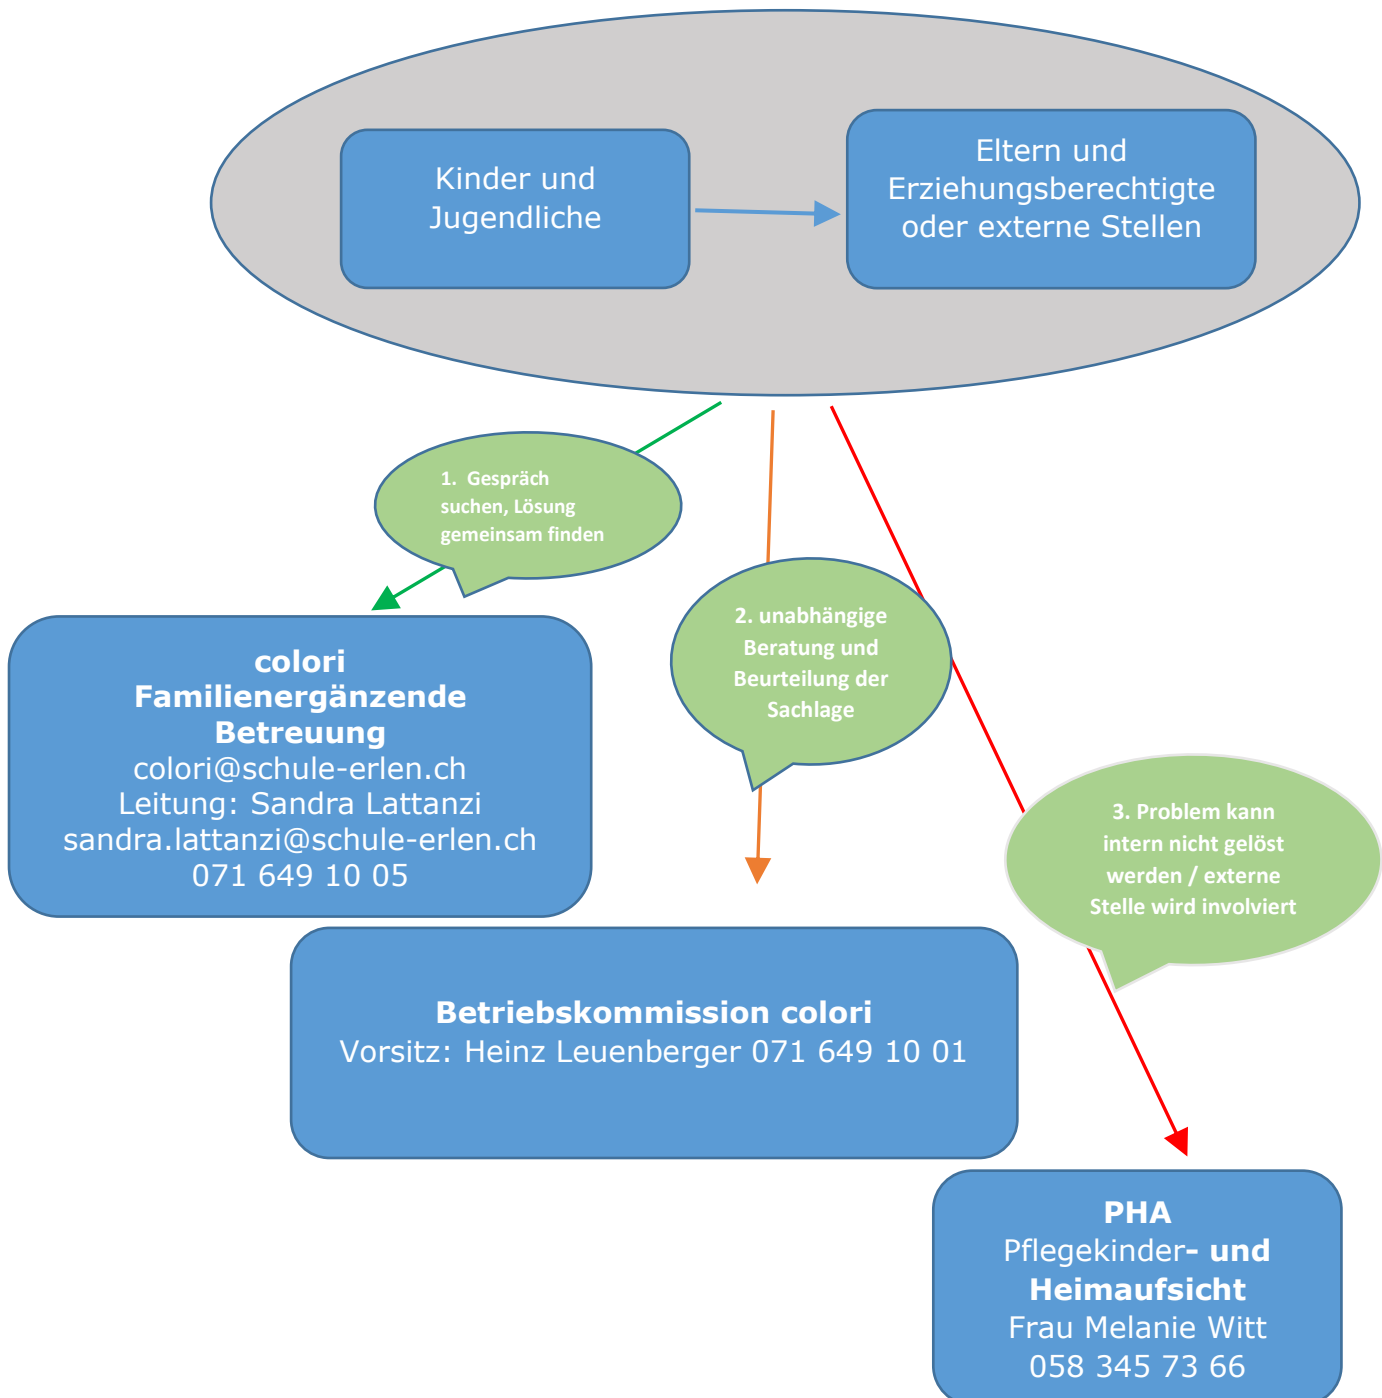 Kinder und
Jugendliche
Eltern und
Erziehungsberechtigte
oder externe Stellen
1. Gespräch
suchen, Lösung
gemeinsam finden
2. unabhängige
Beratung und
Beurteilung der
Sachlage
3. Problem kann
intern nicht gelöst
werden / externe
Stelle wird involviert
colori
Familienergänzende
Betreuung
colori@schule-erlen.ch
Leitung: Sandra Lattanzi
sandra.lattanzi@schule-erlen.ch
071 649 10 05
Betriebskommission colori
Vorsitz: Heinz Leuenberger 071 649 10 01
PHA
Pflegekinder- und
Heimaufsicht
Frau Melanie Witt
058 345 73 66